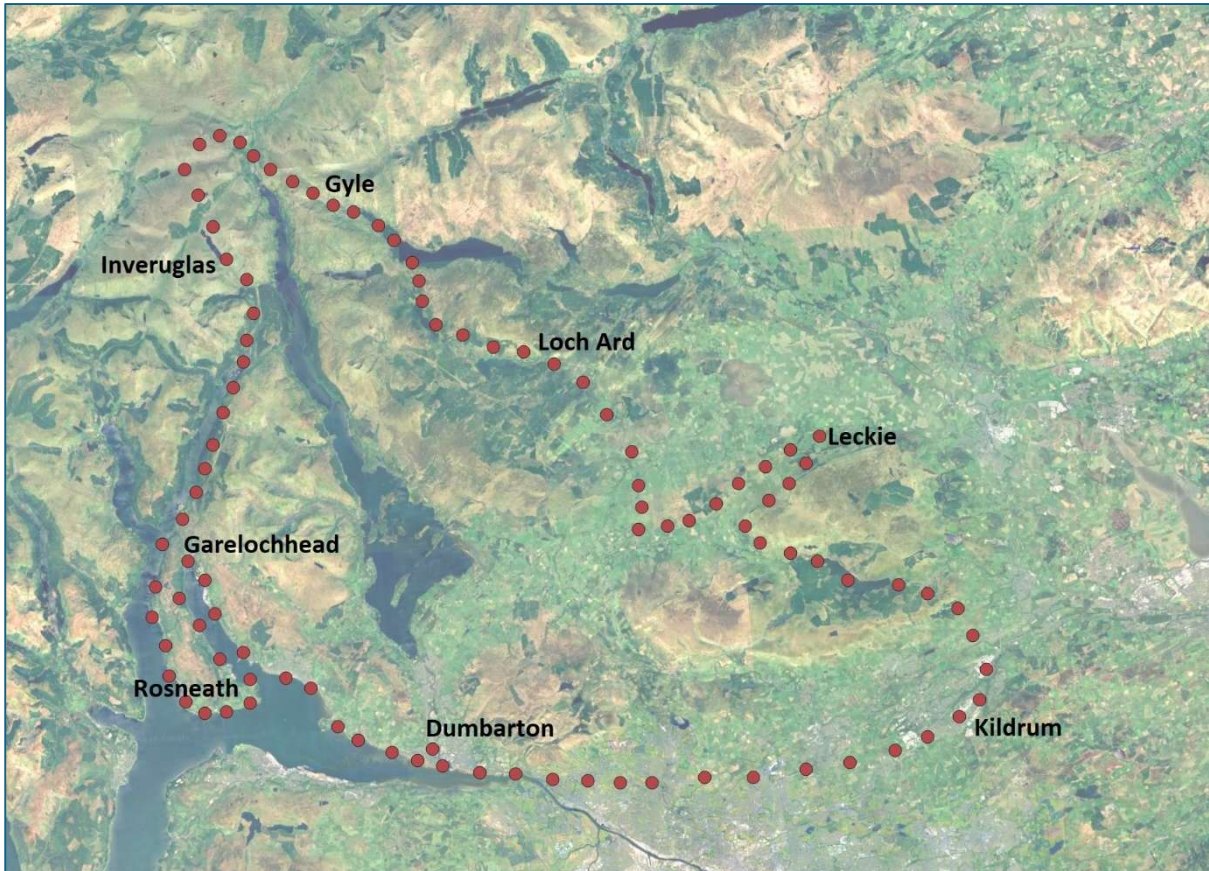 Gyle
Inveruglas
Loch Ard
Leckie
Garelochhead
Rosneath
Dumbarton
Kildrum